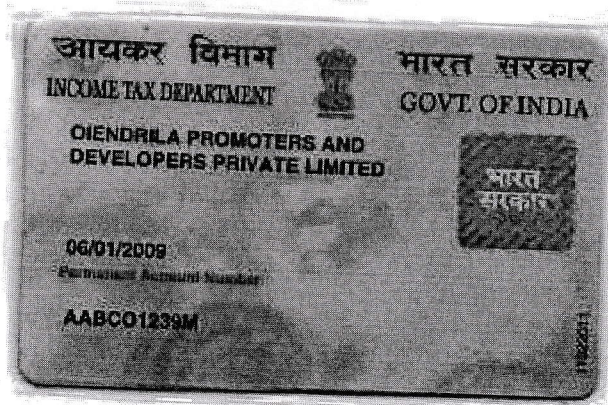 आयकर विभाग
INCOME TAX DEPARTMENT
भारत सरकार
GOVT. OF INDIA
OIENDRILA PROMOTERS AND
DEVELOPERS PRIVATE LIMITED
भारत
सरकार
06/01/2009
Permanent Account Number
AABCO1239M